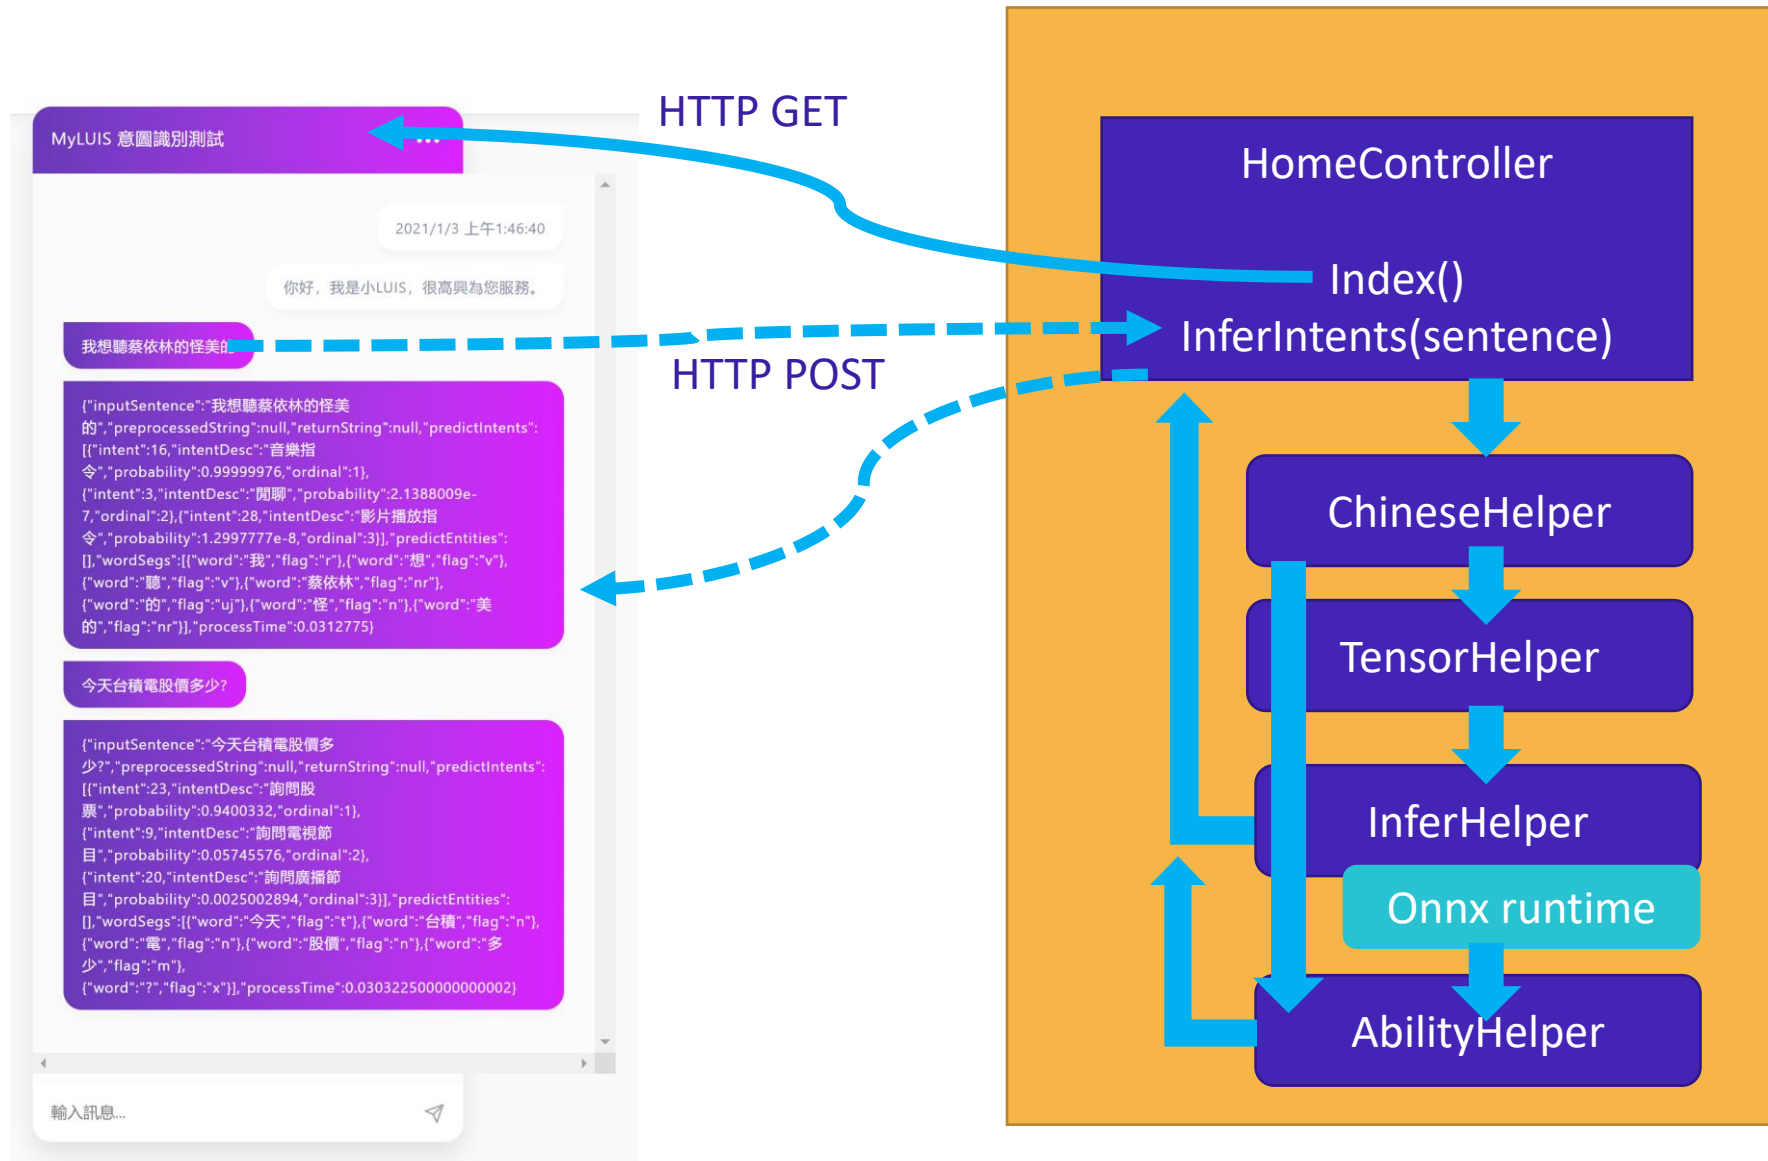 HTTP GET
MyLUIS 意圖識別測試
2021/1/3 上午1:46:40
你好，我是小LUIS，很高興為您服務。
我想聽蔡依林的怪美的
HTTP POST
{"inputSentence":"我想聽蔡依林的怪美
的","preprocessedString":null,"returnString":null,"predictIntents":
[{"intent":16,"intentDesc":"音樂指
令","probability":0.99999976,"ordinal":1},
{"intent":3,"intentDesc":"閒聊","probability":2.1388009e-
7,"ordinal":2},{"intent":28,"intentDesc":"影片播放指
令","probability":1.2997777e-8,"ordinal":3}],"predictEntities":
[],"wordSegs":[{"word":"我","flag":"r"},{"word":"想","flag":"v"},
{"word":"聽","flag":"v"},{"word":"蔡依林","flag":"nr"},
{"word":"的","flag":"uj"},{"word":"怪","flag":"n"},{"word":"美
的","flag":"nr"}],"processTime":0.0312775}
今天台積電股價多少?
{"inputSentence":"今天台積電股價多
少?","preprocessedString":null,"returnString":null,"predictIntents":
[{"intent":23,"intentDesc":"詢問股
票","probability":0.9400332,"ordinal":1},
{"intent":9,"intentDesc":"詢問電視節
目","probability":0.05745576,"ordinal":2},
{"intent":20,"intentDesc":"詢問廣播節
目","probability":0.0025002894,"ordinal":3}],"predictEntities":
[],"wordSegs":[{"word":"今天","flag":"t"},{"word":"台積","flag":"n"},
{"word":"電","flag":"n"},{"word":"股價","flag":"n"},{"word":"多
少","flag":"m"},
{"word":"?","flag":"x"}],"processTime":0.030322500000000002}
輸入訊息...
HomeController
Index()
InferIntents(sentence)
ChineseHelper
TensorHelper
InferHelper
Onnx runtime
AbilityHelper